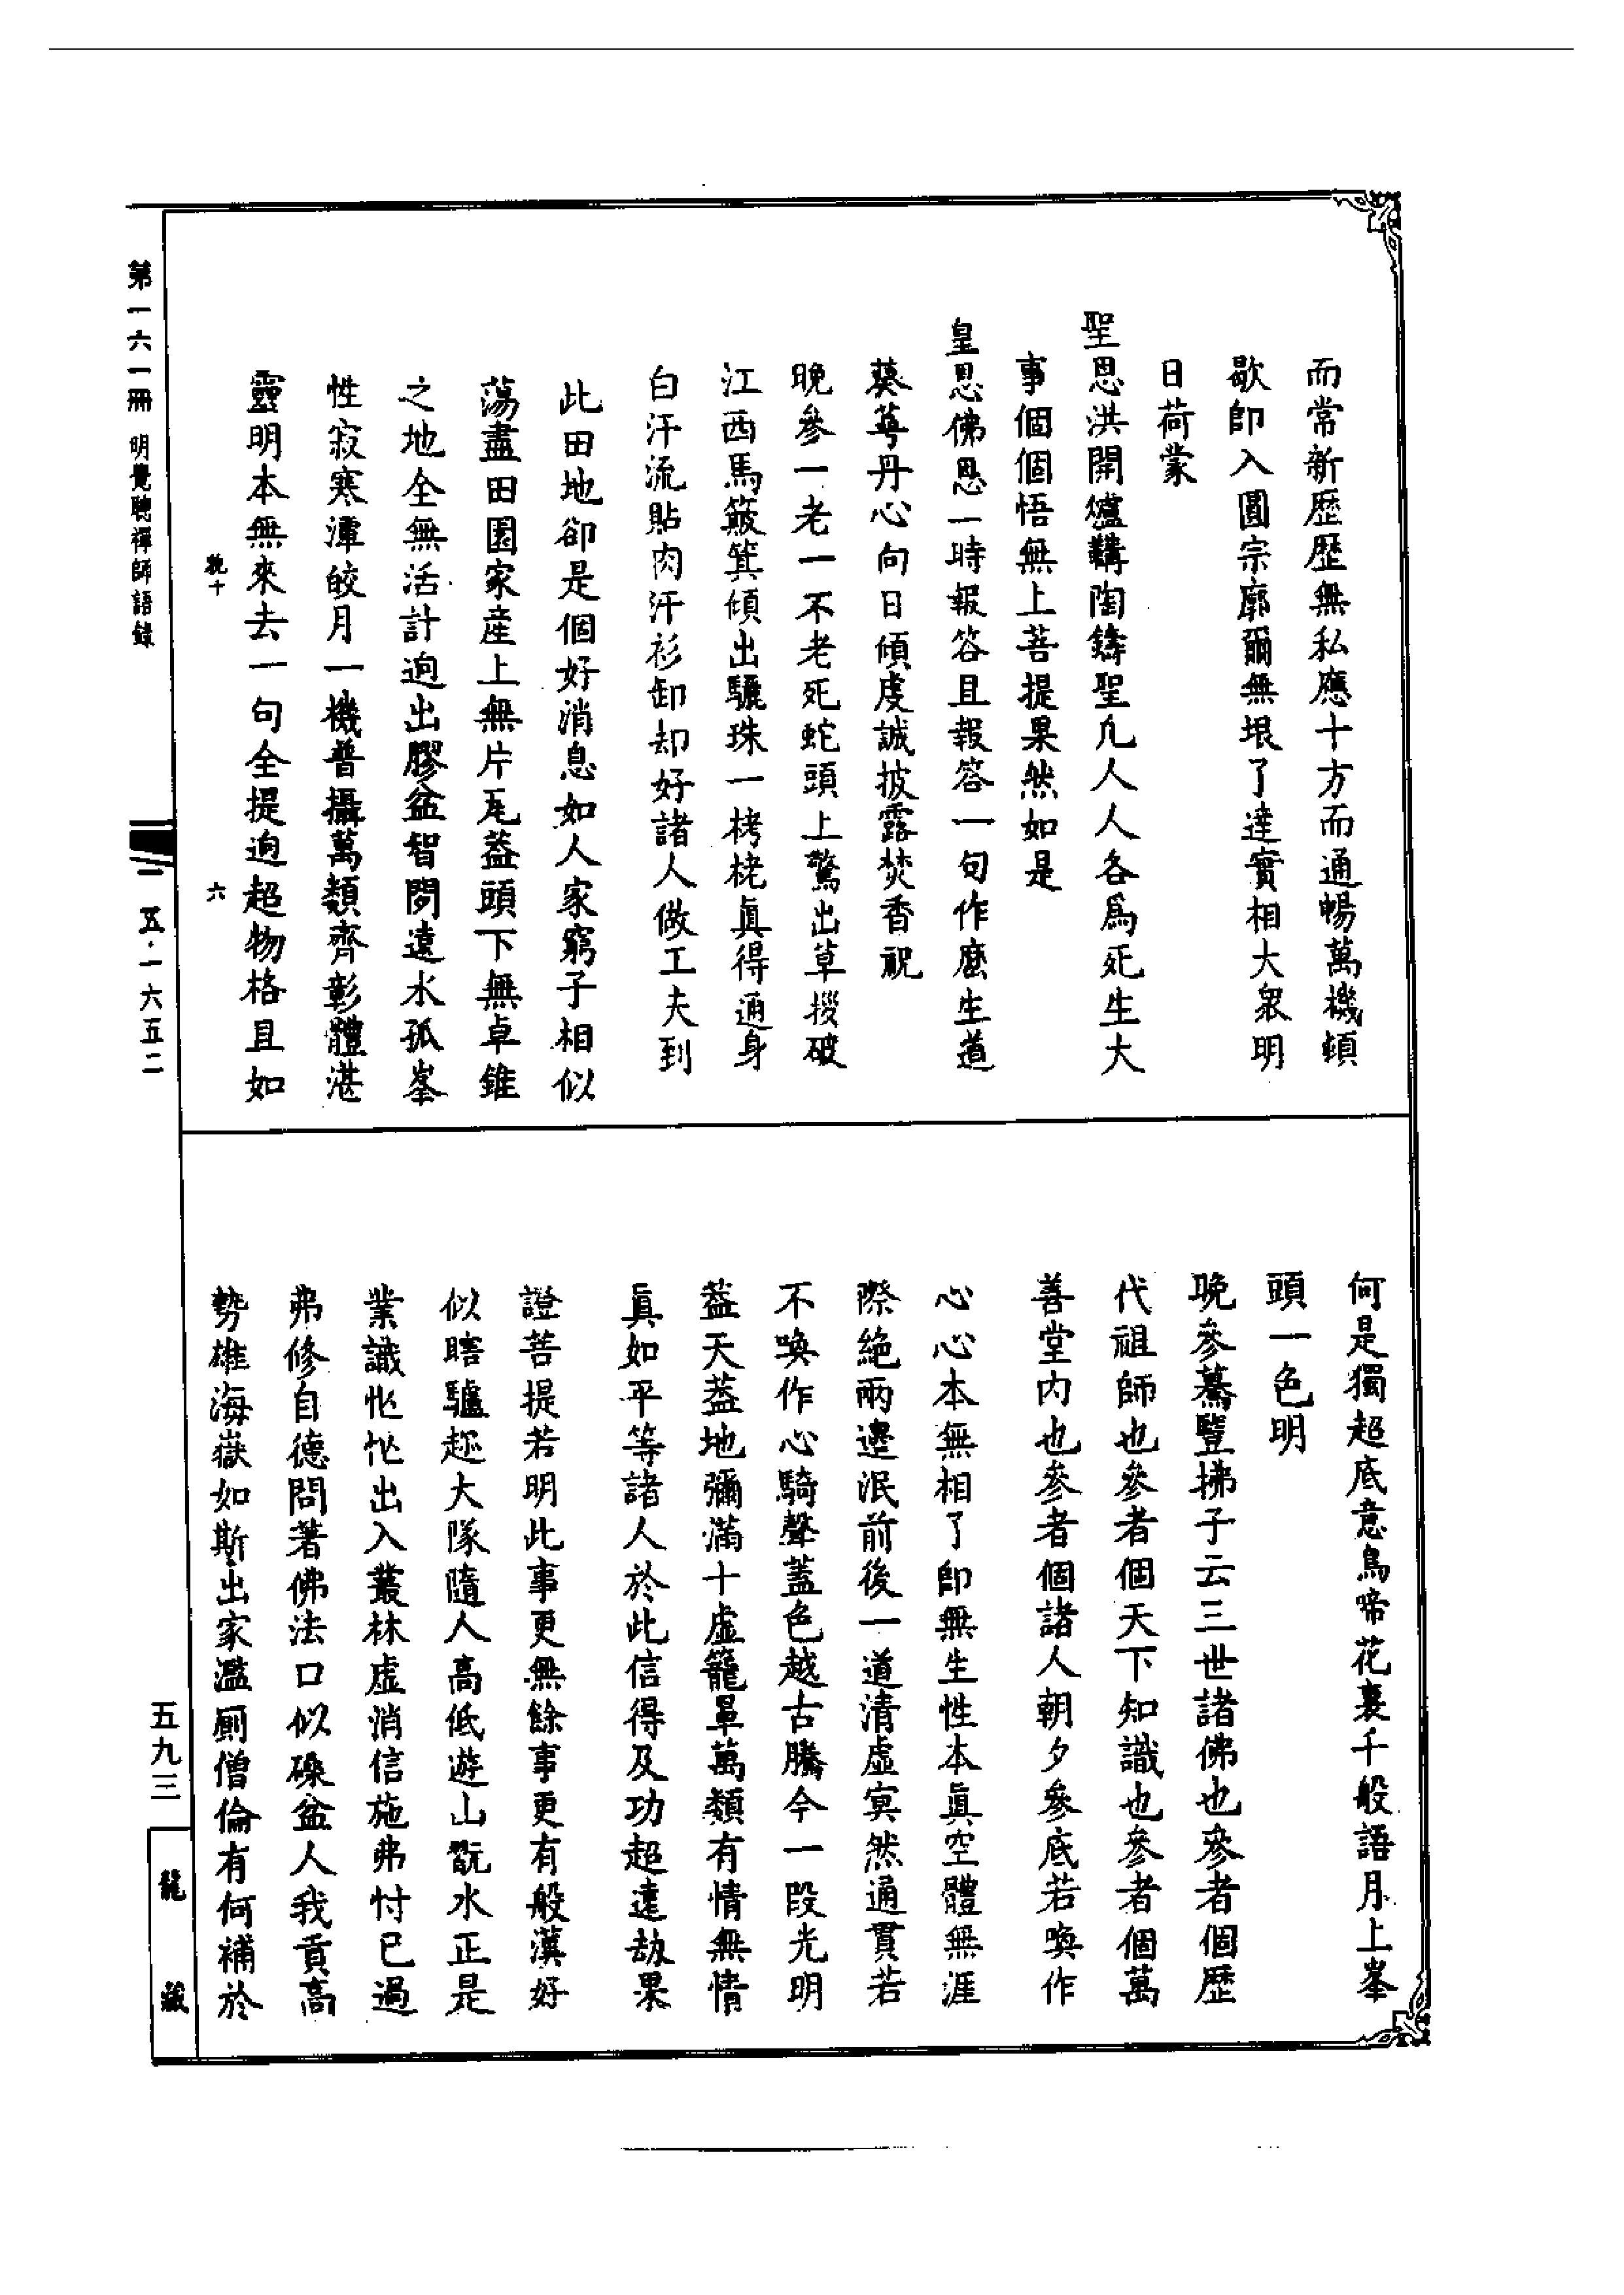 而常新歷歷無私應十方而通暢萬機頓
歇即入圓宗廓爾無垠了達實相大衆明
日荷蒙
聖恩洪開爐鞴陶鑄聖凡人人各爲死生大
事個個悟無上菩提果然如是
皇恩佛恩一時報答且報答一句作麽生道
葵萼丹心向日傾虔誠披露焚香祝
晚參一老一不老死蛇頭上驚出草撥破
江西馬簸箕傾出驪珠一栲栳眞得通身
白汗流貼肉汗衫卸却好諸人做工夫到
此田地卻是個好消息如人家窮子相似
蕩盡田園家産上無片瓦葢頭下無卓錐
之地全無活計逈出膠盆智閒遠水孤峯
性寂寒潭皎月一機普攝萬類齊彰體湛
靈明本無來去一句全提逈超物格且如
何是獨超底意鳥啼花裏千般語月上峯
頭一色明
晚參驀豎拂子云三世諸佛也參者個歷
代祖師也參者個天下知識也參者個萬
善堂内也參者個諸人朝夕參底若喚作
心心本無相了即無生性本眞空體無涯
際絶兩邊泯前後一道清虛寂然通貫若
不喚作心騎聲蓋色越古騰今一段光明
葢天葢地彌滿十虛籠罩萬類有情無情
眞如平等諸人於此信得及功超遠劫果
證菩提若明此事更無餘事更有般漢好
似瞎驢趂大隊隨人高低遊山翫水正是
業識忙忙出入叢林虛消信施弗忖已過
弗修自德問著佛法口似磉盆人我貢高
勢雄海嶽如斯出家濫厠僧倫有何補於
第一六一冊 明覺聰禪師語錄
十
六
一五·一六五二
五九三
龍藏